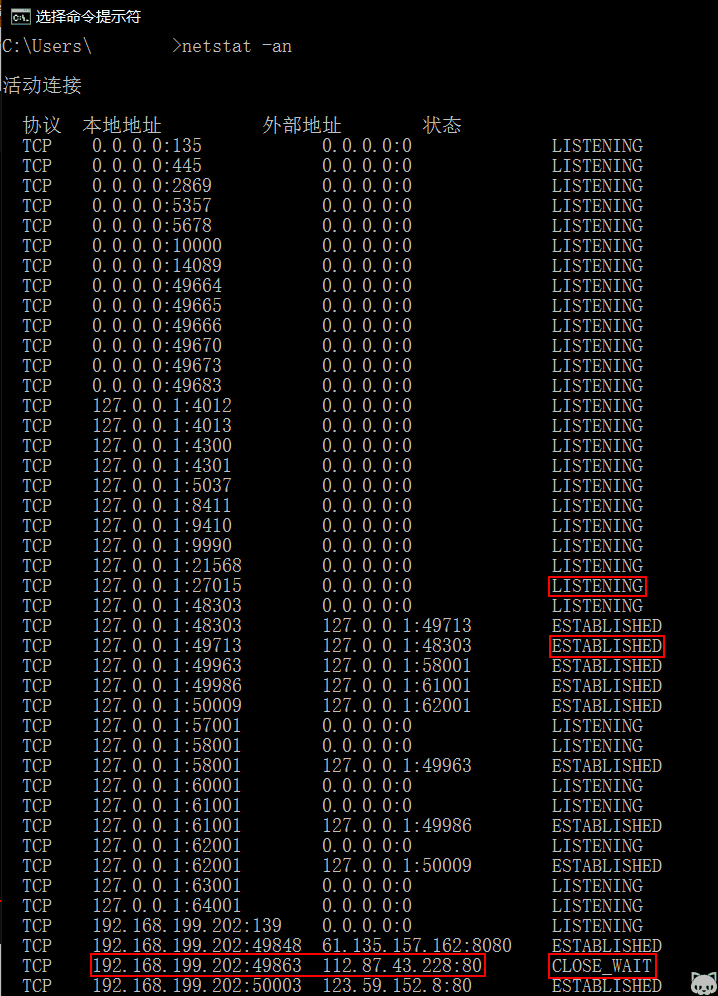 选择命令提示符
C:\Users\ >netstat -an
活动连接
协议 本地地址 外部地址 状态
TCP 0.0.0.0:135 0.0.0.0:0 LISTENING
TCP 0.0.0.0:445 0.0.0.0:0 LISTENING
TCP 0.0.0.0:2869 0.0.0.0:0 LISTENING
TCP 0.0.0.0:5357 0.0.0.0:0 LISTENING
TCP 0.0.0.0:5678 0.0.0.0:0 LISTENING
TCP 0.0.0.0:10000 0.0.0.0:0 LISTENING
TCP 0.0.0.0:14089 0.0.0.0:0 LISTENING
TCP 0.0.0.0:49664 0.0.0.0:0 LISTENING
TCP 0.0.0.0:49665 0.0.0.0:0 LISTENING
TCP 0.0.0.0:49666 0.0.0.0:0 LISTENING
TCP 0.0.0.0:49670 0.0.0.0:0 LISTENING
TCP 0.0.0.0:49673 0.0.0.0:0 LISTENING
TCP 0.0.0.0:49683 0.0.0.0:0 LISTENING
TCP 127.0.0.1:4012 0.0.0.0:0 LISTENING
TCP 127.0.0.1:4013 0.0.0.0:0 LISTENING
TCP 127.0.0.1:4300 0.0.0.0:0 LISTENING
TCP 127.0.0.1:4301 0.0.0.0:0 LISTENING
TCP 127.0.0.1:5037 0.0.0.0:0 LISTENING
TCP 127.0.0.1:8411 0.0.0.0:0 LISTENING
TCP 127.0.0.1:9410 0.0.0.0:0 LISTENING
TCP 127.0.0.1:9990 0.0.0.0:0 LISTENING
TCP 127.0.0.1:21568 0.0.0.0:0 LISTENING
TCP 127.0.0.1:27015 0.0.0.0:0 LISTENING
TCP 127.0.0.1:48303 0.0.0.0:0 LISTENING
TCP 127.0.0.1:48303 127.0.0.1:49713 ESTABLISHED
TCP 127.0.0.1:49713 127.0.0.1:48303 ESTABLISHED
TCP 127.0.0.1:49963 127.0.0.1:58001 ESTABLISHED
TCP 127.0.0.1:49986 127.0.0.1:61001 ESTABLISHED
TCP 127.0.0.1:50009 127.0.0.1:62001 ESTABLISHED
TCP 127.0.0.1:57001 0.0.0.0:0 LISTENING
TCP 127.0.0.1:58001 0.0.0.0:0 LISTENING
TCP 127.0.0.1:58001 127.0.0.1:49963 ESTABLISHED
TCP 127.0.0.1:60001 0.0.0.0:0 LISTENING
TCP 127.0.0.1:61001 0.0.0.0:0 LISTENING
TCP 127.0.0.1:61001 127.0.0.1:49986 ESTABLISHED
TCP 127.0.0.1:62001 0.0.0.0:0 LISTENING
TCP 127.0.0.1:62001 127.0.0.1:50009 ESTABLISHED
TCP 127.0.0.1:63001 0.0.0.0:0 LISTENING
TCP 127.0.0.1:64001 0.0.0.0:0 LISTENING
TCP 192.168.199.202:139 0.0.0.0:0 LISTENING
TCP 192.168.199.202:49848 61.135.157.162:8080 ESTABLISHED
TCP 192.168.199.202:49863 112.87.43.228:80 CLOSE_WAIT
TCP 192.168.199.202:50003 123.59.152.8:80 ESTABLISHED